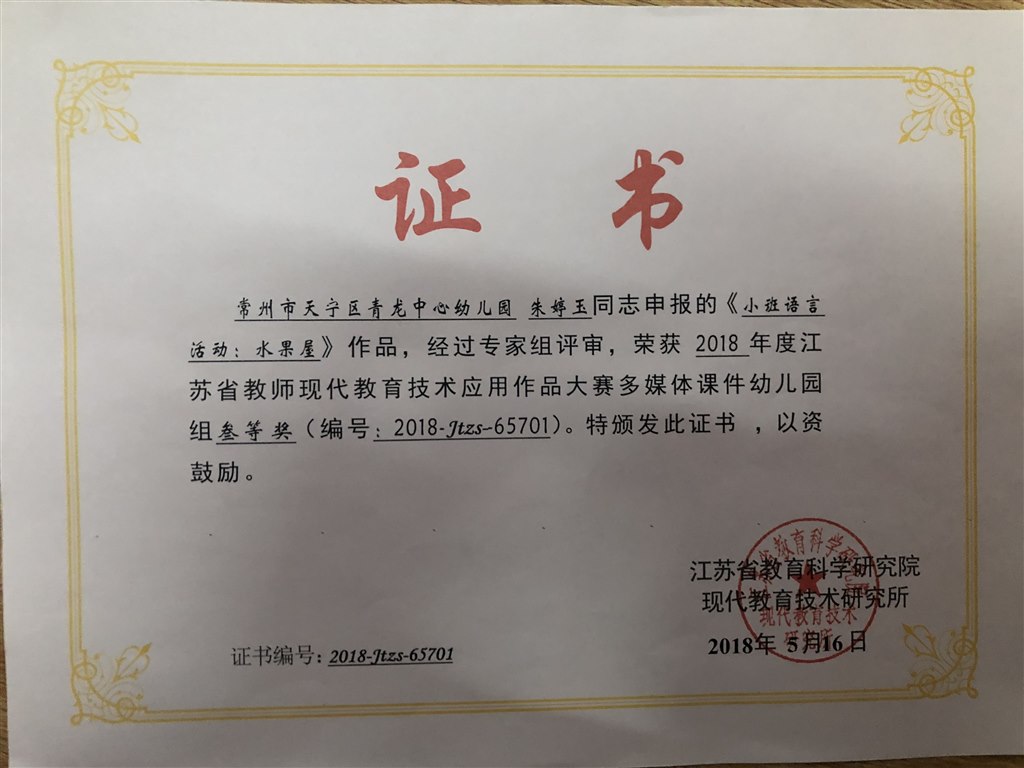 证 书
常州市天宁区青龙中心幼儿园 朱婷玉同志申报的《小班语言
活动：水果屋》作品，经过专家组评审，荣获 2018 年度江
苏省教师现代教育技术应用作品大赛多媒体课件幼儿园
组叁等奖（编号：2018-Jtzs-65701）。特颁发此证书 ，以资
鼓励。
江苏省教育科学研究院
现代教育技术研究所
2018年 5月16日
证书编号：2018-Jtzs-65701
现代教育技术